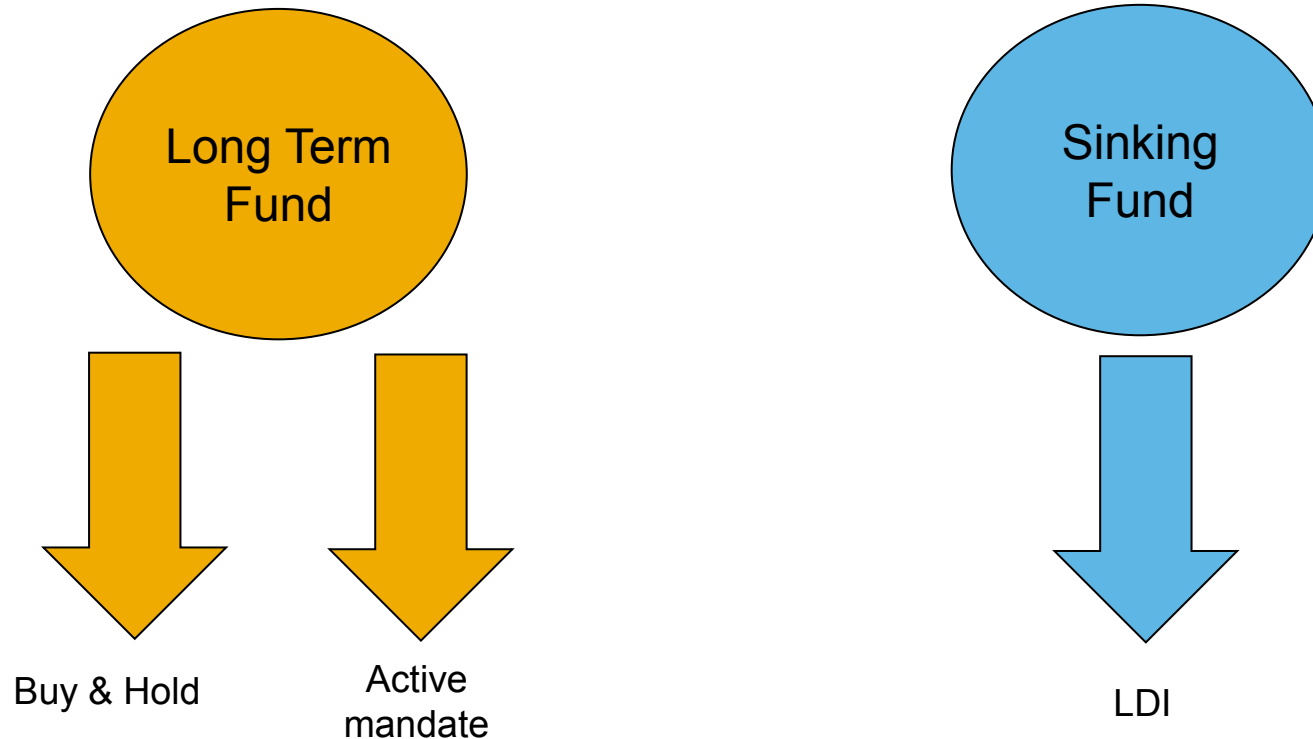 Long Term
Fund
Sinking
Fund
Buy & Hold
Active
mandate
LDI